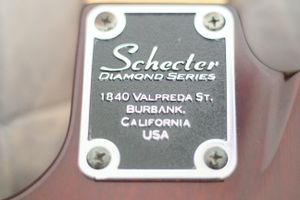 Schecter
DIAMOND SERIES
1840 VALPREDA ST.
BURBANK,
CALIFORNIA
USA